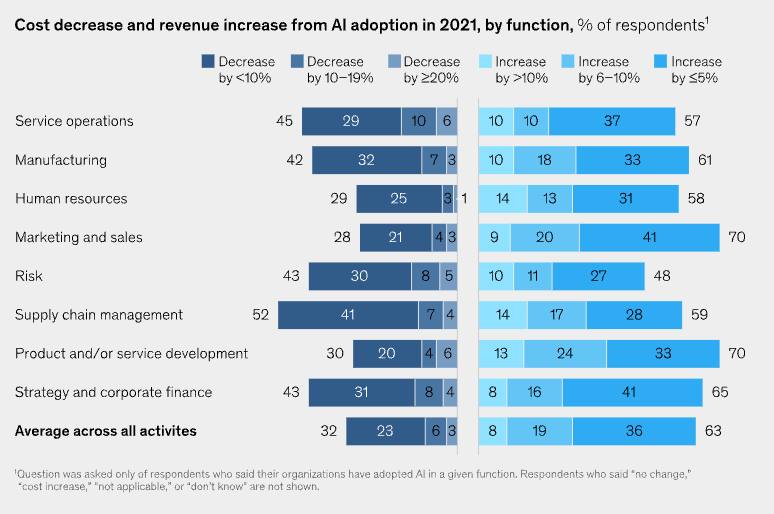 Cost decrease and revenue increase from AI adoption in 2021, by function, % of respondents¹
Decrease by <10%
Decrease by 10–19%
Decrease by ≥20%
Increase by >10%
Increase by 6–10%
Increase by ≤5%
Service operations 45 29 10 6 10 10 37 57
Manufacturing 42 32 7 3 10 18 33 61
Human resources 29 25 3 1 14 13 31 58
Marketing and sales 28 21 4 3 9 20 41 70
Risk 43 30 8 5 10 11 27 48
Supply chain management 52 41 7 4 14 17 28 59
Product and/or service development 30 20 4 6 13 24 33 70
Strategy and corporate finance 43 31 8 4 8 16 41 65
Average across all activites 32 23 6 3 8 19 36 63
¹Question was asked only of respondents who said their organizations have adopted AI in a given function. Respondents who said “no change,”
“cost increase,” “not applicable,” or “don’t know” are not shown.